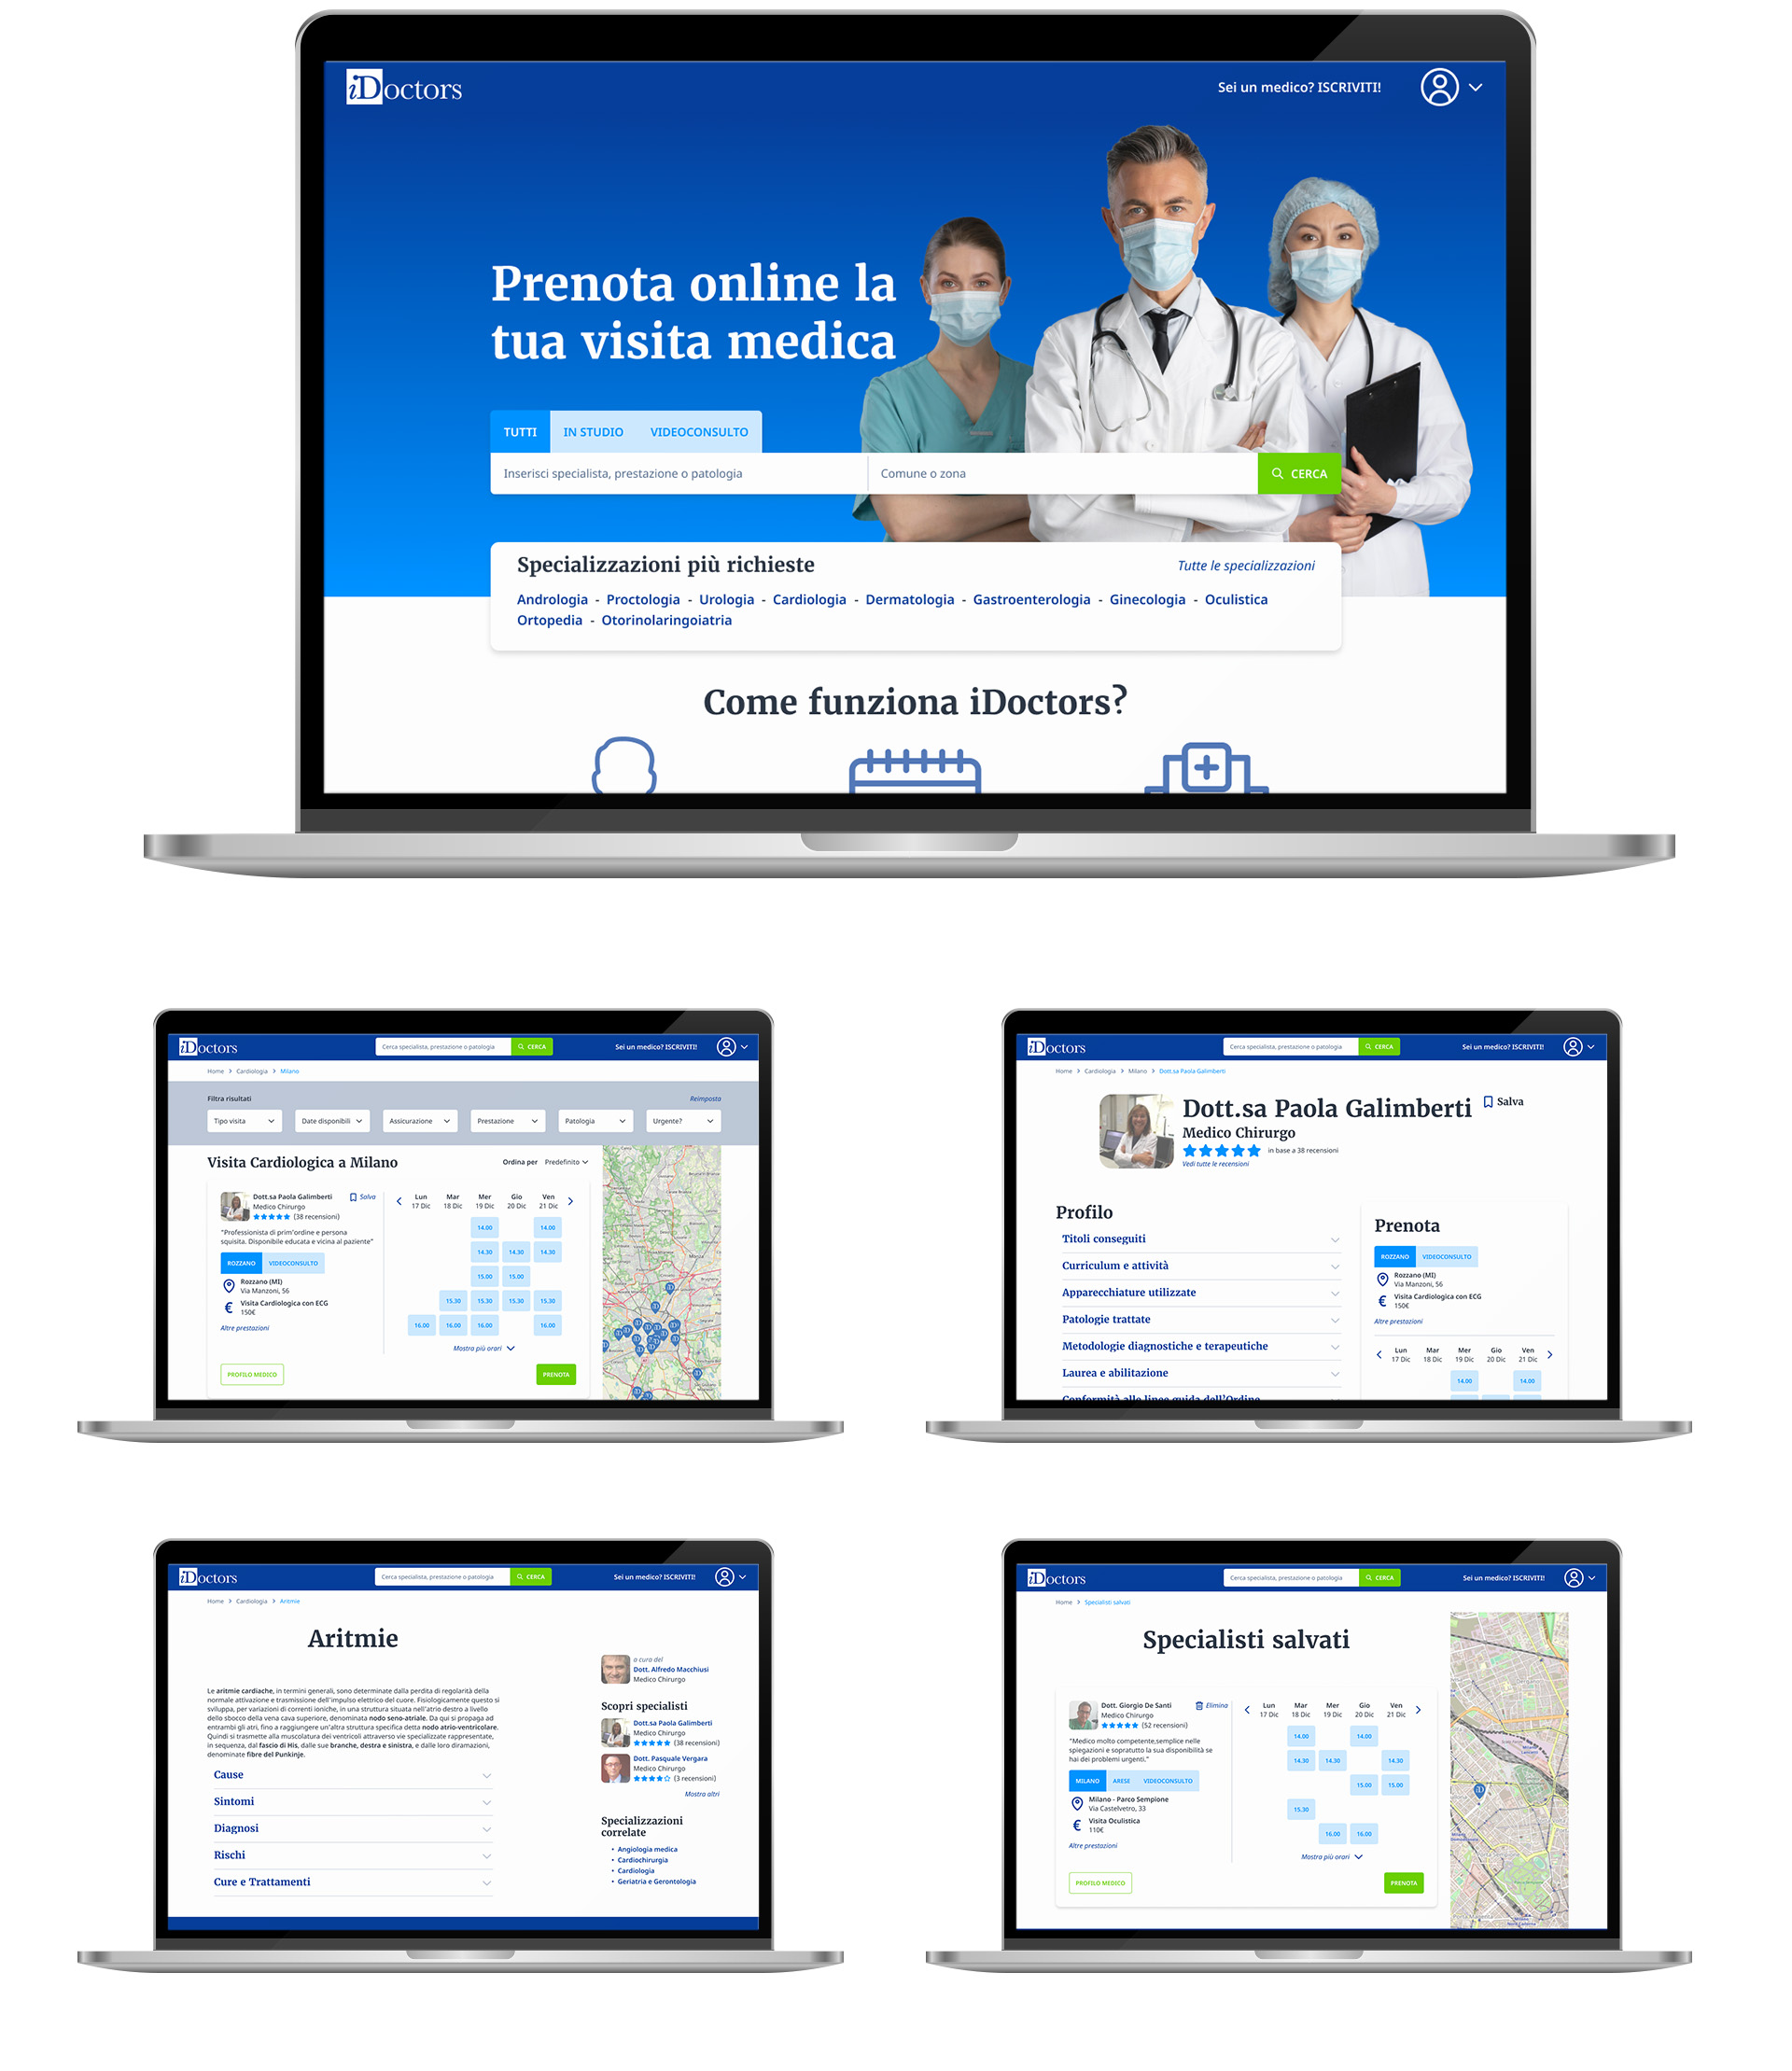 iDoctors
Sei un medico? ISCRIVITI!
Prenota online la
tua visita medica
TUTTI IN STUDIO VIDEOCONSULTO
Inserisci specialista, prestazione o patologia Comune o zona CERCA
Specializzazioni più richieste Tutte le specializzazioni
Andrologia - Proctologia - Urologia - Cardiologia - Dermatologia - Gastroenterologia - Ginecologia - Oculistica
Ortopedia - Otorinolaringoiatria
Come funziona iDoctors?
iDoctors Cerca specialista, prestazione o patologia CERCA Sei un medico? ISCRIVITI!
Home > Cardiologia > Milano
Filtra risultati Reimposta
Tipo visita Date disponibili Assicurazione Prestazione Patologia Urgente?
Visita Cardiologica a Milano Ordina per Predefinito
Dott.sa Paola Galimberti Salva
Medico Chirurgo
(38 recensioni)
"Professionista di prim'ordine e persona
squisita. Disponibile educata e vicina al paziente"
ROZZANO VIDEOCONSULTO
Rozzano (MI)
Via Manzoni, 56
Visita Cardiologica con ECG
150€
Altre prestazioni
PROFILO MEDICO
Lun Mar Mer Gio Ven
17 Dic 18 Dic 19 Dic 20 Dic 21 Dic
14.00 14.00
14.30 14.30 14.30
15.00 15.00
15.30 15.30 15.30 15.30
16.00 16.00 16.00 16.00
Mostra più orari
PRENOTA
Monza
iDoctors Cerca specialista, prestazione o patologia CERCA Sei un medico? ISCRIVITI!
Home > Cardiologia > Milano > Dott.sa Paola Galimberti
Dott.sa Paola Galimberti Salva
Medico Chirurgo
in base a 38 recensioni
Vedi tutte le recensioni
Profilo
Titoli conseguiti
Curriculum e attività
Apparecchiature utilizzate
Patologie trattate
Metodologie diagnostiche e terapeutiche
Laurea e abilitazione
Conformità alle linee guida dell'Ordine
Prenota
ROZZANO VIDEOCONSULTO
Rozzano (MI)
Via Manzoni, 56
Visita Cardiologica con ECG
150€
Altre prestazioni
Lun Mar Mer Gio Ven
17 Dic 18 Dic 19 Dic 20 Dic 21 Dic
14.00 14.00
iDoctors Cerca specialista, prestazione o patologia CERCA Sei un medico? ISCRIVITI!
Home > Cardiologia > Aritmie
Aritmie
Le aritmie cardiache, in termini generali, sono determinate dalla perdita di regolarità della
normale attivazione e trasmissione dell'impulso elettrico del cuore. Fisiologicamente questo si
sviluppa, per variazioni di correnti ioniche, in una struttura situata nell'atrio destro a livello
dello sbocco della vena cava superiore, denominata nodo seno-atriale. Da qui si propaga ad
entrambi gli atri, fino a raggiungere un'altra struttura specifica detta nodo atrio-ventricolare.
Quindi si trasmette alla muscolatura dei ventricoli attraverso vie specializzate rappresentate,
in sequenza, dal fascio di His, dalle sue branche, destra e sinistra, e dalle loro diramazioni,
denominate fibre del Punkinje.
Cause
Sintomi
Diagnosi
Rischi
Cure e Trattamenti
a cura del
Dott. Alfredo Macchiusi
Medico Chirurgo
Scopri specialisti
Dott.sa Paola Galimberti
Medico Chirurgo
(38 recensioni)
Dott. Pasquale Vergara
Medico Chirurgo
(3 recensioni)
Mostra altri
Specializzazioni
correlate
• Angiologia medica
• Cardiochirurgia
• Cardiologia
• Geriatria e Gerontologia
iDoctors Cerca specialista, prestazione o patologia CERCA Sei un medico? ISCRIVITI!
Home > Specialisti salvati
Specialisti salvati
Dott. Giorgio De Santi Elimina
Medico Chirurgo
(52 recensioni)
"Medico molto competente,semplice nelle
spiegazioni e sopratutto la sua disponibilità se
hai dei problemi urgenti."
MILANO ARESE VIDEOCONSULTO
Milano - Parco Sempione
Via Castelvetro, 33
Visita Oculistica
110€
Altre prestazioni
PROFILO MEDICO
Lun Mar Mer Gio Ven
17 Dic 18 Dic 19 Dic 20 Dic 21 Dic
14.00 14.00
14.30 14.30 14.30
15.00 15.00
15.30
16.00 16.00
Mostra più orari
PRENOTA